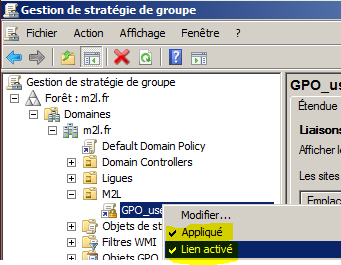 Gestion de stratégie de groupe
Fichier Action Affichage Fenêtre ?
Gestion de stratégie de groupe
Forêt : m2l.fr
Domaines
m2l.fr
Default Domain Policy
Domain Controllers
Ligues
M2L
GPO_use
Objets de st
Filtres WMI
Objets GPO
GPO_us
Étendue
Liaisons
Afficher le
Les sites
Emplac
Modifier...
Appliqué
Lien activé